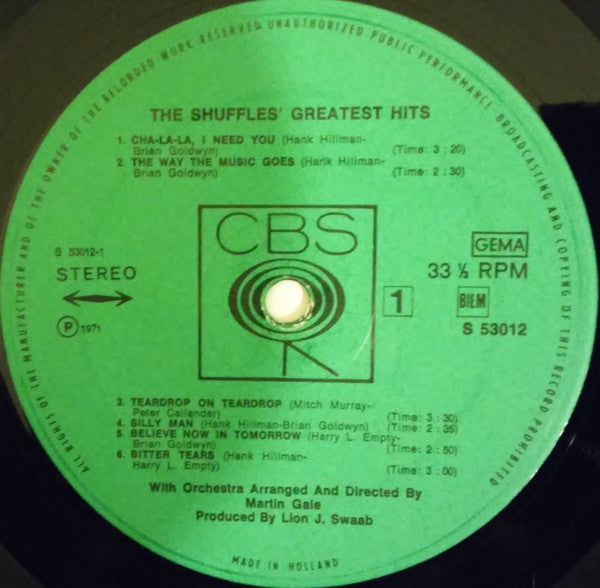 ALL RIGHTS OF THE MANUFACTURER AND OF THE OWNER OF THE RECORDED WORK RESERVED, UNAUTHORIZED PUBLIC PERFORMANCE, BROADCASTING AND COPYING OF THIS RECORD PROHIBITED
THE SHUFFLES' GREATEST HITS
1. CHA-LA-LA, I NEED YOU (Hank Hillman-
Brian Goldwyn) (Time: 3 : 20)
2. THE WAY THE MUSIC GOES (Hank Hillman-
Brian Goldwyn) (Time: 2 : 30)
CBS
S 53012-1
STEREO
℗ 1971
GEMA
33 ⅓ RPM
1
BIEM
S 53012
3. TEARDROP ON TEARDROP (Mitch Murray-
Peter Callander) (Time: 3 : 30)
4. SILLY MAN (Hank Hillman-Brian Goldwyn) (Time: 2 : 35)
5. BELIEVE NOW IN TOMORROW (Harry L. Empty-
Brian Goldwyn) (Time: 2 : 50)
6. BITTER TEARS (Hank Hillman-
Harry L. Empty) (Time: 3 : 00)
With Orchestra Arranged And Directed By
Martin Gale
Produced By Lion J. Swaab
MADE IN HOLLAND